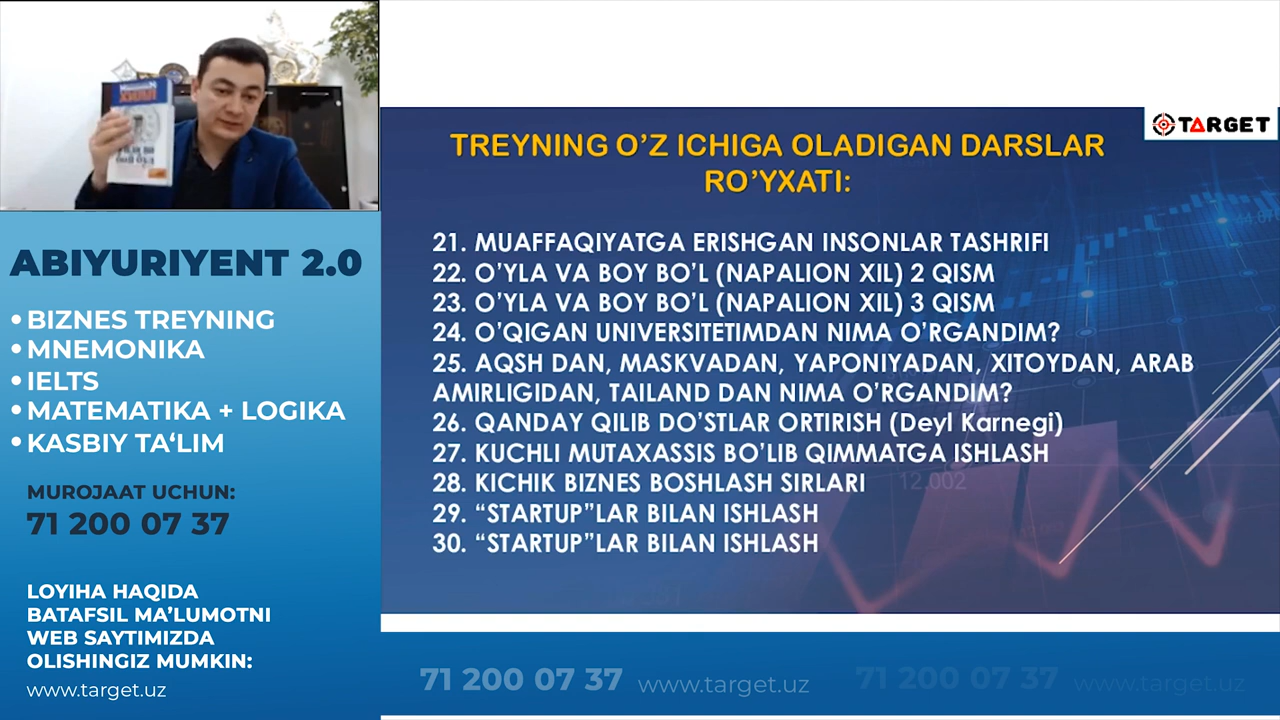 ABIYURIYENT 2.0
• BIZNES TREYNING
• MNEMONIKA
• IELTS
• MATEMATIKA + LOGIKA
• KASBIY TA‘LIM
MUROJAAT UCHUN:
71 200 07 37
LOYIHA HAQIDA
BATAFSIL MA’LUMOTNI
WEB SAYTIMIZDA
OLISHINGIZ MUMKIN:
www.target.uz
TARGET
TREYNING O’Z ICHIGA OLADIGAN DARSLAR
RO’YXATI:
21. MUAFFAQIYATGA ERISHGAN INSONLAR TASHRIFI
22. O’YLA VA BOY BO’L (NAPALION XIL) 2 QISM
23. O’YLA VA BOY BO’L (NAPALION XIL) 3 QISM
24. O’QIGAN UNIVERSITETIMDAN NIMA O’RGANDIM?
25. AQSH DAN, MASKVADAN, YAPONIYADAN, XITOYDAN, ARAB
AMIRLIGIDAN, TAILAND DAN NIMA O’RGANDIM?
26. QANDAY QILIB DO’STLAR ORTIRISH (Deyl Karnegi)
27. KUCHLI MUTAXASSIS BO’LIB QIMMATGA ISHLASH
28. KICHIK BIZNES BOSHLASH SIRLARI
12.002
29. “STARTUP”LAR BILAN ISHLASH
30. “STARTUP”LAR BILAN ISHLASH
71 200 07 37 www.target.uz
71 200 07 37 www.target.uz